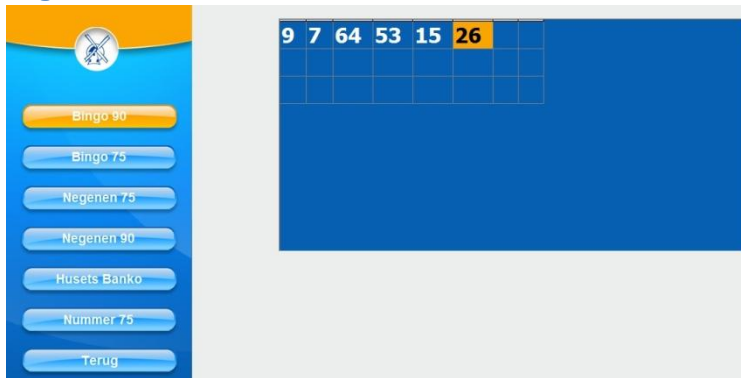 9 7 64 53 15 26
Bingo 90
Bingo 75
Negenen 75
Negenen 90
Husets Banko
Nummer 75
Terug